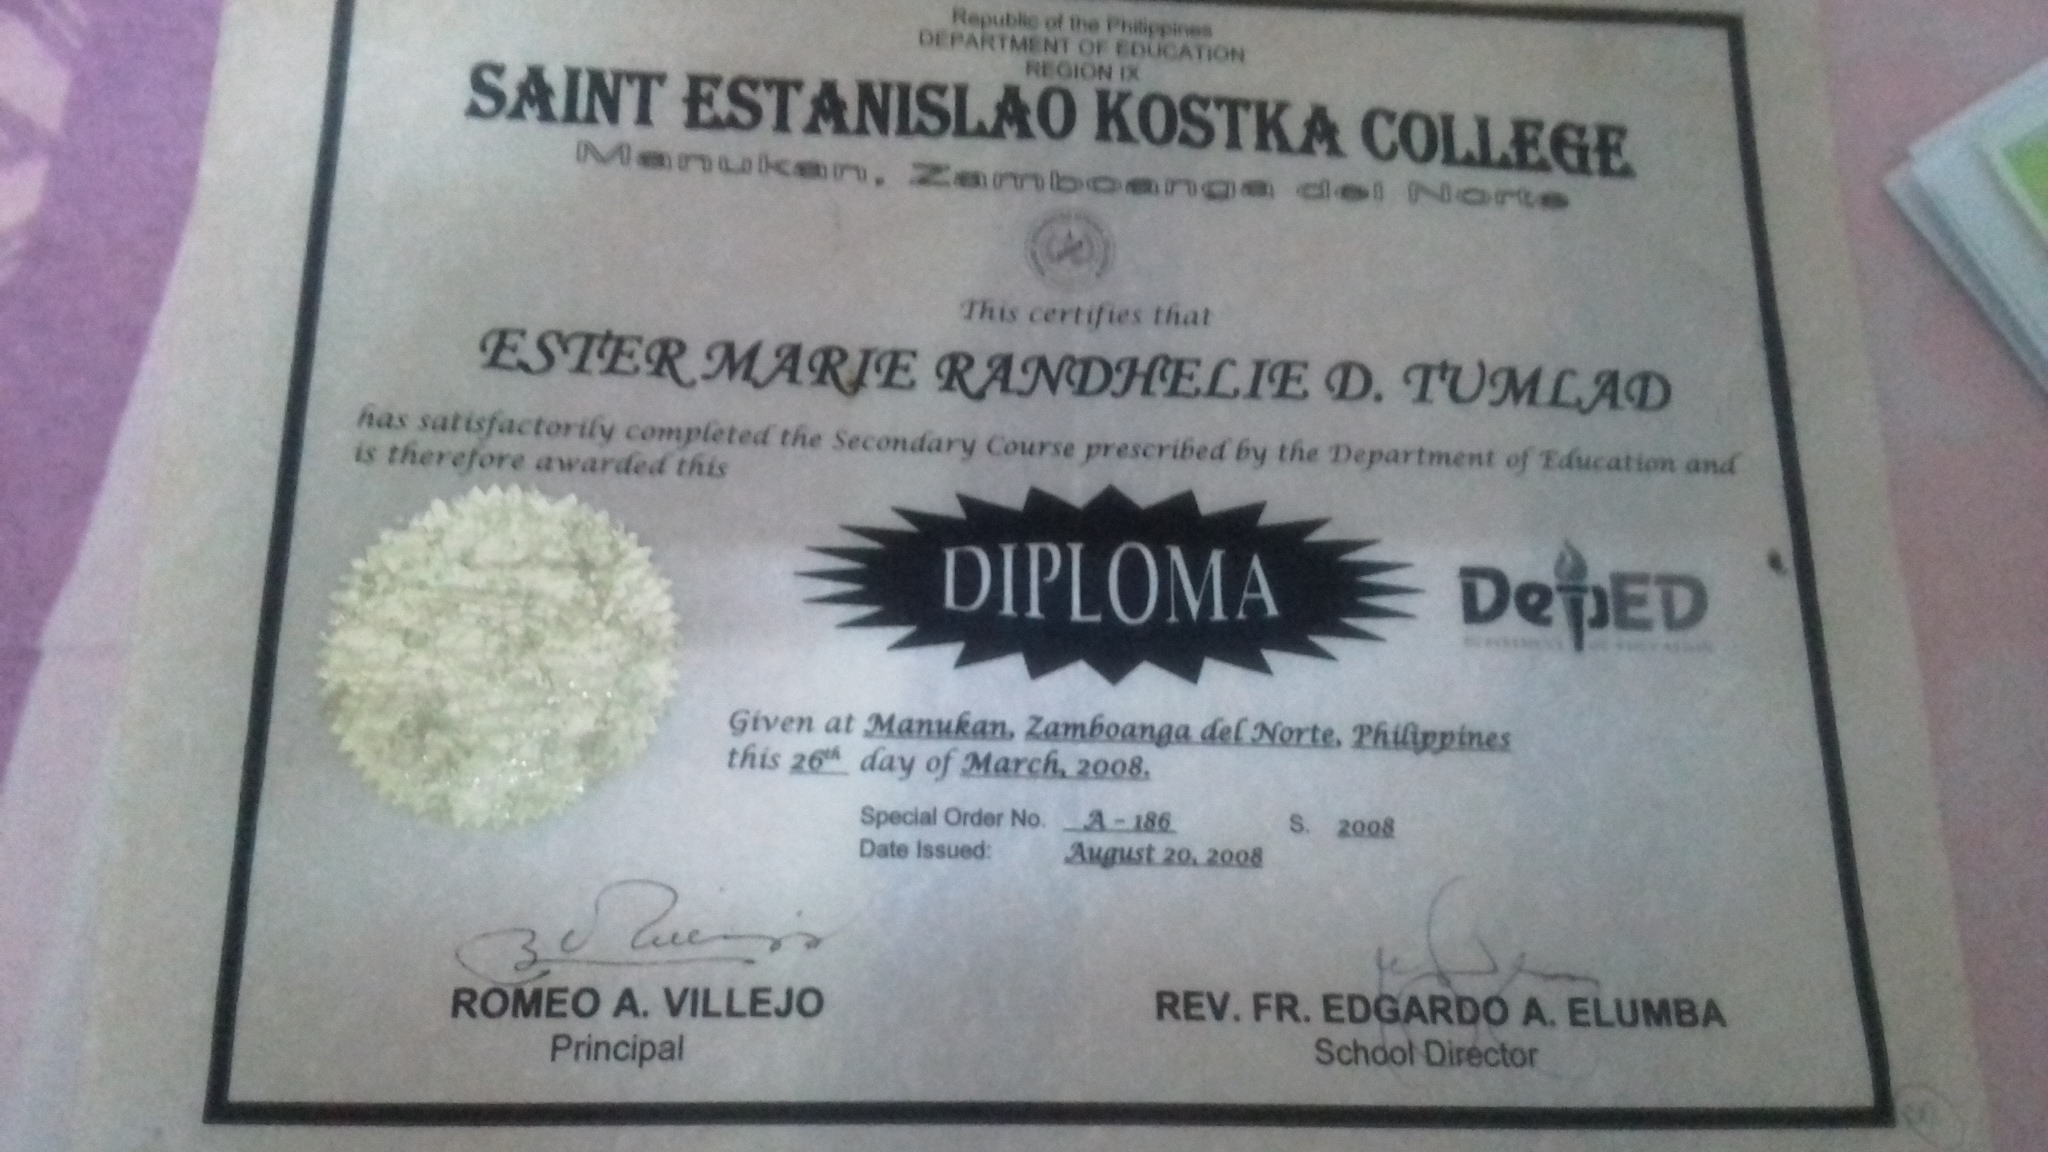 Republic of the Philippines
DEPARTMENT OF EDUCATION
REGION IX
SAINT ESTANISLAO KOSTKA COLLEGE
Manukan, Zamboanga del Norte
This certifies that
ESTER MARIE RANDHELIE D. TUMLAD
has satisfactorily completed the Secondary Course prescribed by the Department of Education and
is therefore awarded this
DIPLOMA
DepED
Given at Manukan, Zamboanga del Norte, Philippines
this 26th day of March, 2008.
Special Order No. A - 186 S. 2008
Date Issued: August 20, 2008
ROMEO A. VILLEJO
Principal
REV. FR. EDGARDO A. ELUMBA
School Director